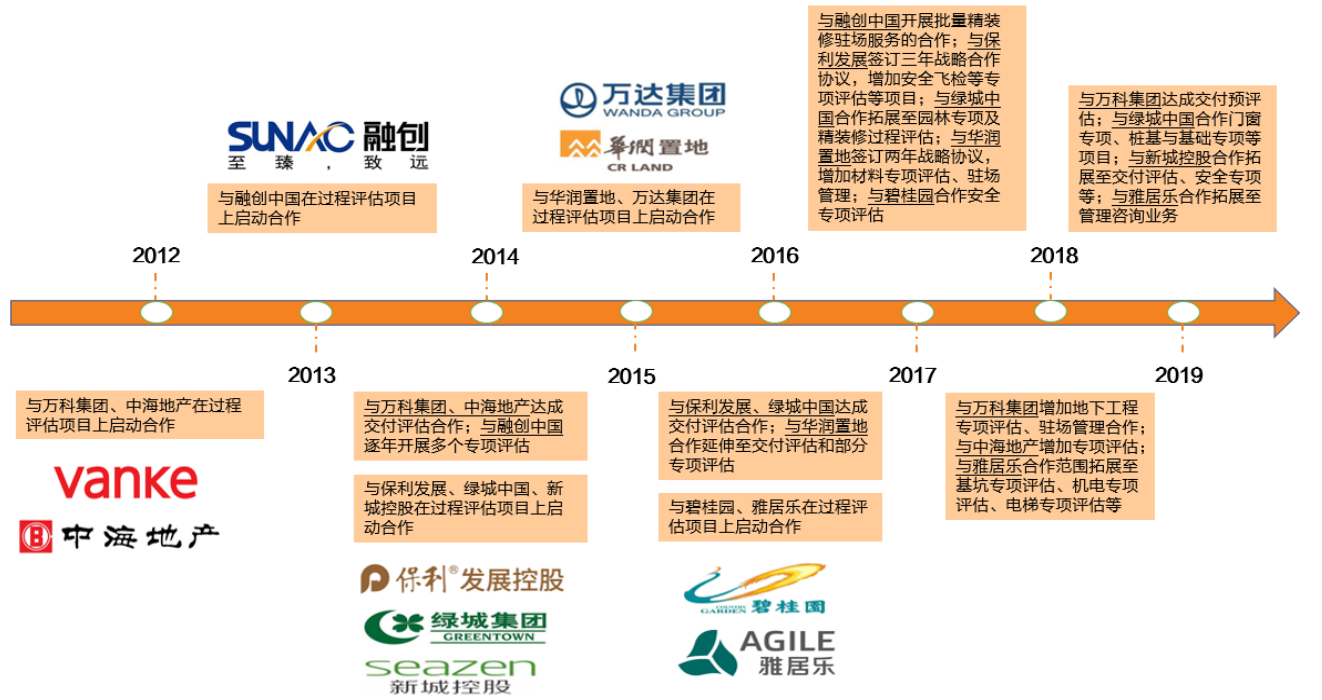 SUNAC 融创
至臻，致远
与融创中国在过程评估项目
上启动合作
万达集团
WANDA GROUP
華潤置地
CR LAND
与华润置地、万达集团在
过程评估项目上启动合作
与融创中国开展批量精装
修驻场服务的合作；与保
利发展签订三年战略合作
协议，增加安全飞检等专
项评估等项目；与绿城中
国合作拓展至园林专项及
精装修过程评估；与华润
置地签订两年战略协议，
增加材料专项评估、驻场
管理；与碧桂园合作安全
专项评估
与万科集团达成交付预评
估；与绿城中国合作门窗
专项、桩基与基础专项等
项目；与新城控股合作拓
展至交付评估、安全专项
等；与雅居乐合作拓展至
管理咨询业务
2012
2014
2016
2018
2013
2015
2017
2019
与万科集团、中海地产在过程
评估项目上启动合作
vanke
中海地产
与万科集团、中海地产达成
交付评估合作；与融创中国
逐年开展多个专项评估
与保利发展、绿城中国、新
城控股在过程评估项目上启
动合作
保利®发展控股
绿城集团
GREENTOWN
seazen
新城控股
与保利发展、绿城中国达成
交付评估合作；与华润置地
合作延伸至交付评估和部分
专项评估
与碧桂园、雅居乐在过程评
估项目上启动合作
COUNTRY
GARDEN 碧桂園
AGILE
雅居乐
与万科集团增加地下工程
专项评估、驻场管理合作；
与中海地产增加专项评估；
与雅居乐合作范围拓展至
基坑专项评估、机电专项
评估、电梯专项评估等